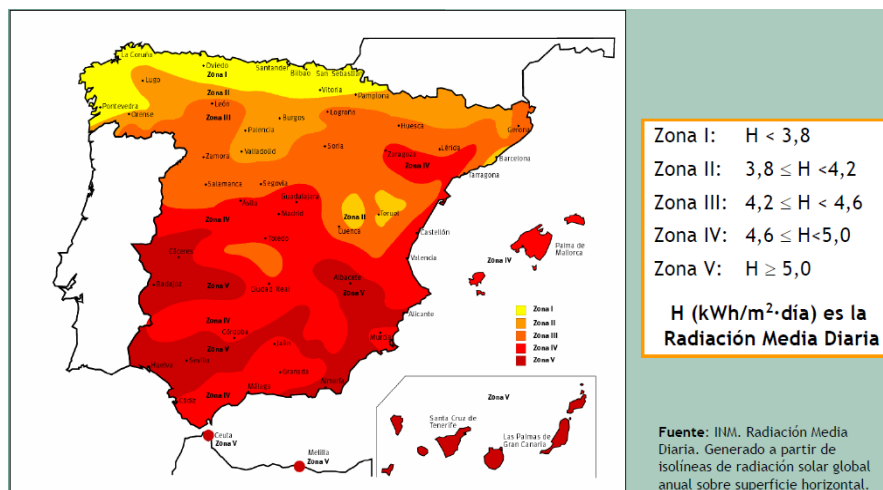 La Coruña
Oviedo
Santander
Bilbao
San Sebastián
Zona I
Lugo
Vitoria
Pamplona
Zona II
León
Pontevedra
Orense
Zona III
Burgos
Logroño
Huesca
Gerona
Palencia
Zamora
Valladolid
Soria
Zaragoza
Lérida
Zona IV
Barcelona
Tarragona
Salamanca
Segovia
Guadalajara
Avila
Madrid
Zona IV
Zona II
Teruel
Cuenca
Castellón
Toledo
Cáceres
Valencia
Zona IV
Palma de
Mallorca
Badajoz
Zona V
Ciudad Real
Albacete
Zona V
Alicante
Zona IV
Córdoba
Murcia
Zona V
Jaén
Huelva
Sevilla
Granada
Almería
Málaga
Cádiz
Zona IV
Zona I
Zona II
Zona III
Zona IV
Zona V
Ceuta
Zona V
Melilla
Zona V
Zona V
Santa Cruz de
Tenerife
Las Palmas de
Gran Canaria
Zona I: H < 3,8
Zona II: 3,8 ≤ H <4,2
Zona III: 4,2 ≤ H < 4,6
Zona IV: 4,6 ≤ H<5,0
Zona V: H ≥ 5,0
H (kWh/m²·día) es la
Radiación Media Diaria
Fuente: INM. Radiación Media
Diaria. Generado a partir de
isolíneas de radiación solar global
anual sobre superficie horizontal.